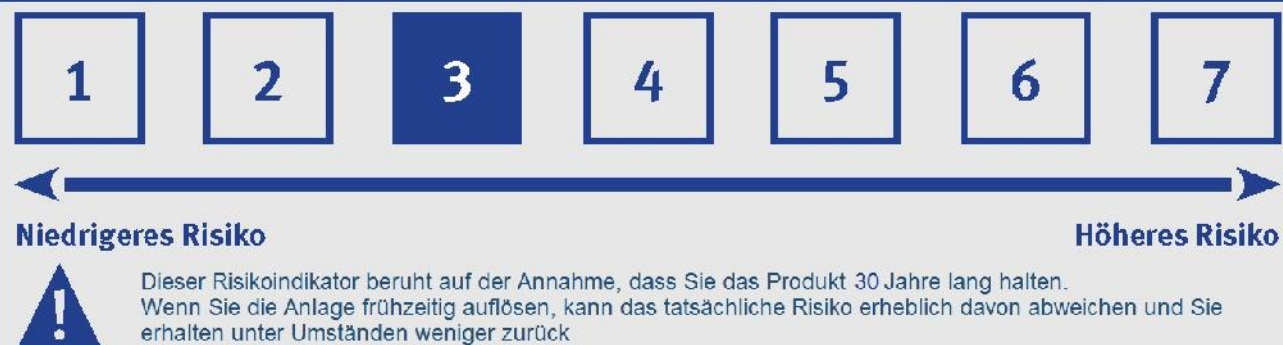 1 2 3 4 5 6 7
Niedrigeres Risiko Höheres Risiko
!
Dieser Risikoindikator beruht auf der Annahme, dass Sie das Produkt 30 Jahre lang halten.
Wenn Sie die Anlage frühzeitig auflösen, kann das tatsächliche Risiko erheblich davon abweichen und Sie
erhalten unter Umständen weniger zurück